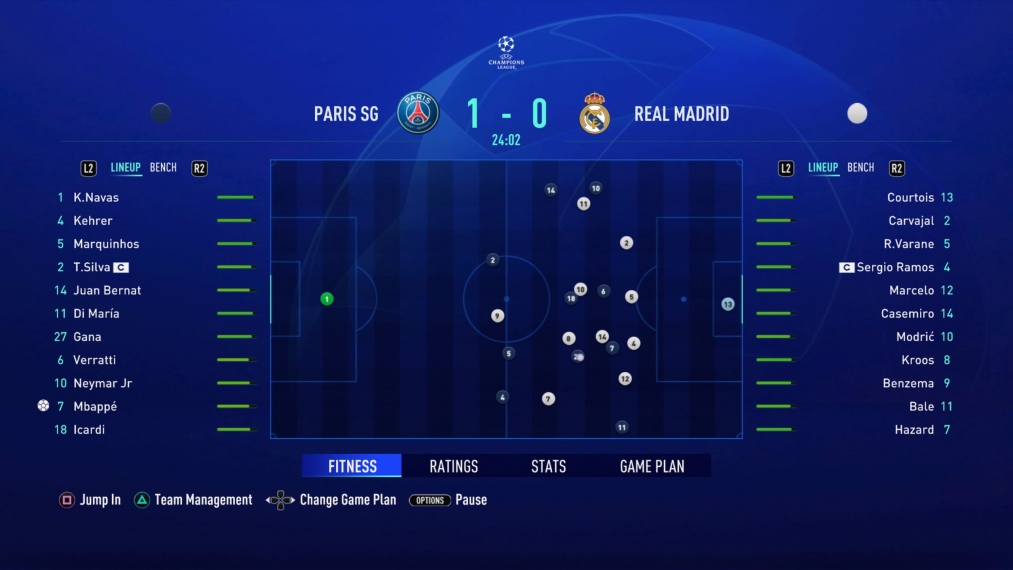 UEFA
CHAMPIONS
LEAGUE.
PARIS SG PARIS 1 - 0 REAL MADRID
24:02
L2 LINEUP BENCH R2
1 K.Navas
4 Kehrer
5 Marquinhos
2 T.Silva C
14 Juan Bernat
11 Di María
27 Gana
6 Verratti
10 Neymar Jr
7 Mbappé
18 Icardi
14 10
11
2
2
10 6
18 5
1 13
9
8 14
7 4
5
12
4 7
11
L2 LINEUP BENCH R2
Courtois 13
Carvajal 2
R.Varane 5
C Sergio Ramos 4
Marcelo 12
Casemiro 14
Modrić 10
Kroos 8
Benzema 9
Bale 11
Hazard 7
FITNESS RATINGS STATS GAME PLAN
Jump In Team Management Change Game Plan OPTIONS Pause